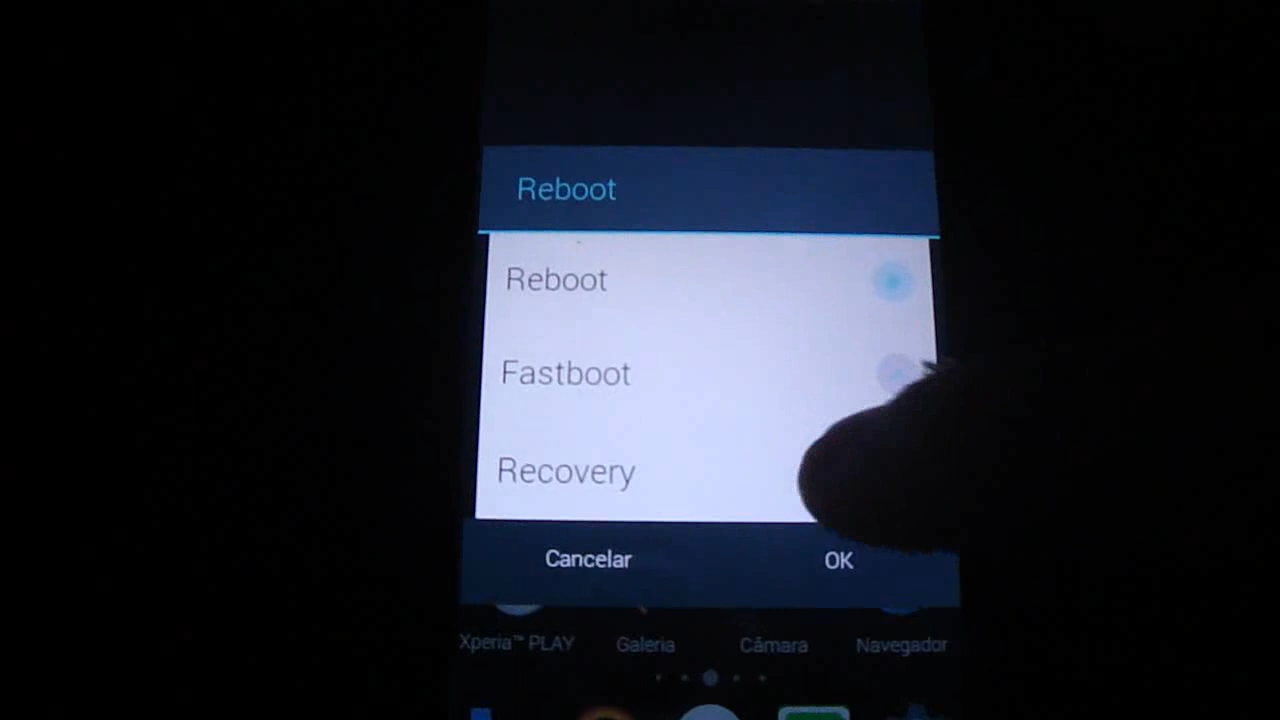 Reboot
Reboot
Fastboot
Recovery
Cancelar OK
Xperia™ PLAY Galeria Câmara Navegador